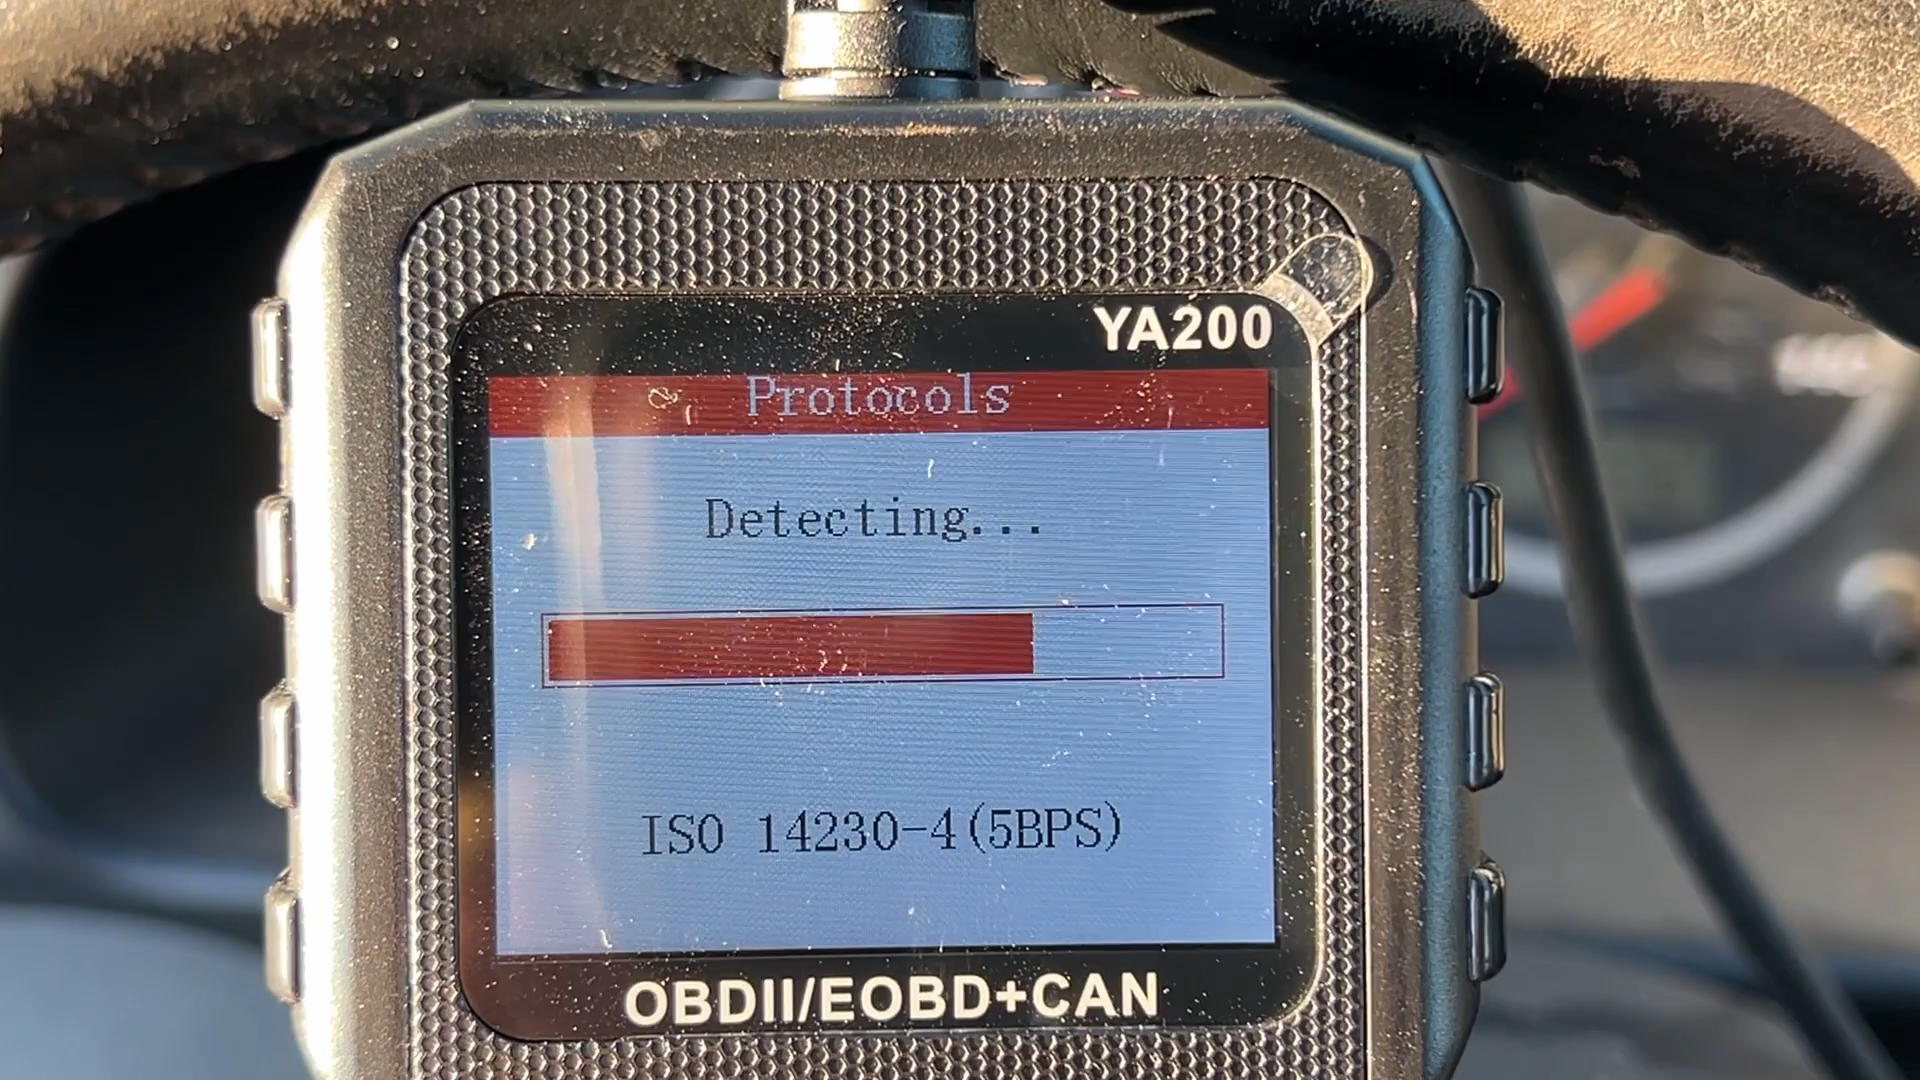 YA200
Protocols
Detecting...
ISO 14230-4(5BPS)
OBDII/EOBD+CAN